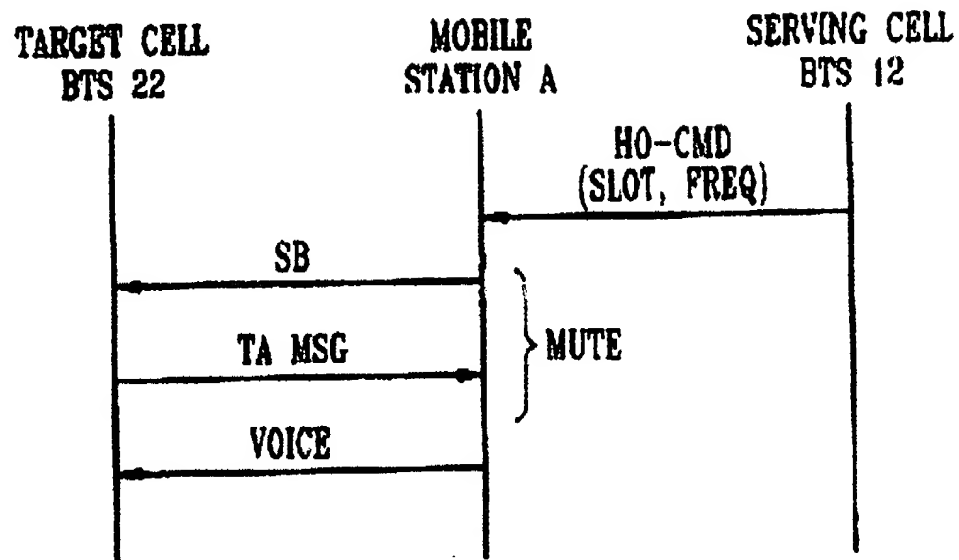 TARGET CELL
BTS 22
MOBILE
STATION A
SERVING CELL
BTS 12
HO-CMD
(SLOT, FREQ)
SB
MUTE
TA MSG
VOICE